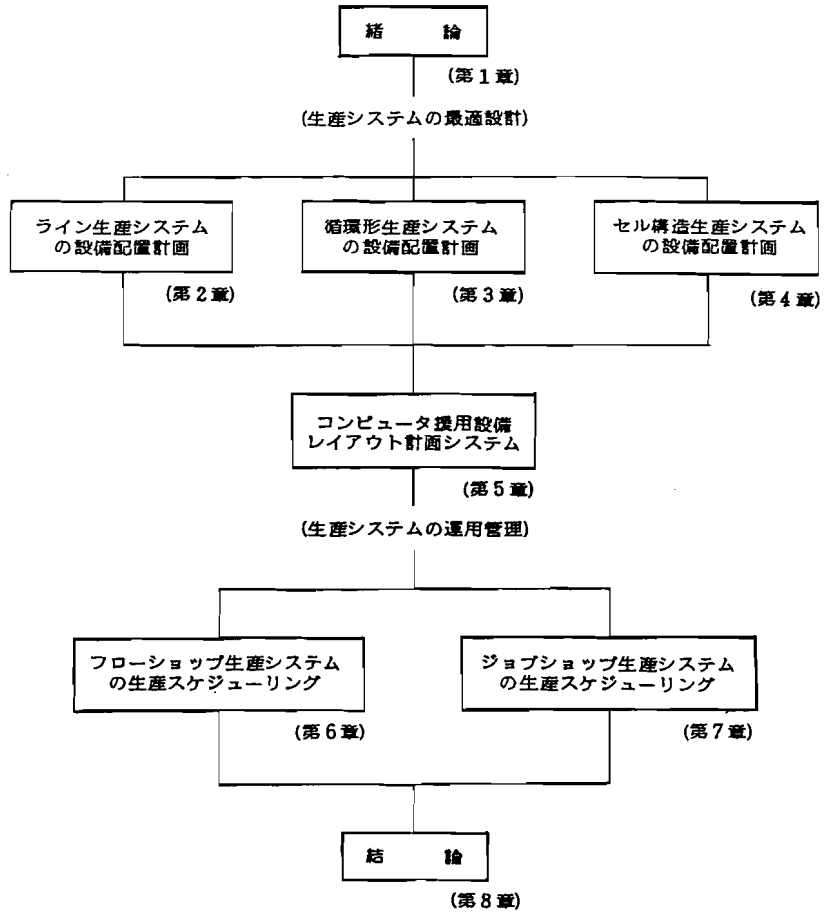 緒 論
(第1章)
(生産システムの最適設計)
ライン生産システム
の設備配置計画
(第2章)
循環形生産システム
の設備配置計画
(第3章)
セル構造生産システム
の設備配置計画
(第4章)
コンピュータ援用設備
レイアウト計画システム
(第5章)
(生産システムの運用管理)
フローショップ生産システム
の生産スケジューリング
(第6章)
ジョブショップ生産システム
の生産スケジューリング
(第7章)
結 論
(第8章)